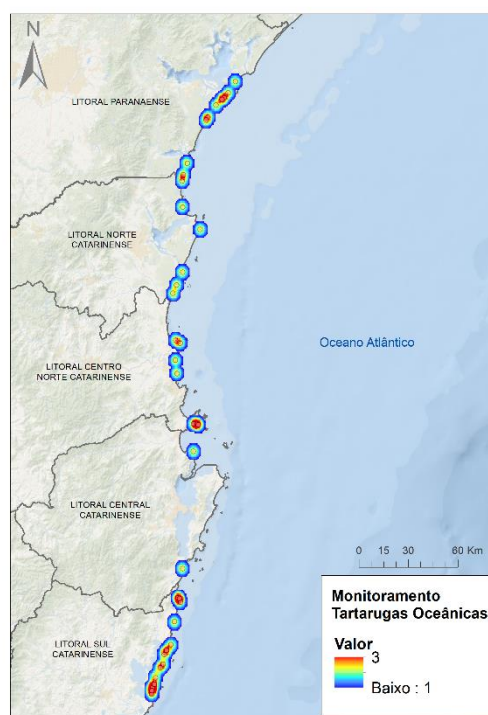 N
LITORAL PARANAENSE
LITORAL NORTE
CATARINENSE
Oceano Atlântico
LITORAL CENTRO
NORTE CATARINENSE
LITORAL CENTRAL
CATARINENSE
0 15 30 60 Km
LITORAL SUL
CATARINENSE
Monitoramento
Tartarugas Oceânicas
Valor
3
Baixo : 1